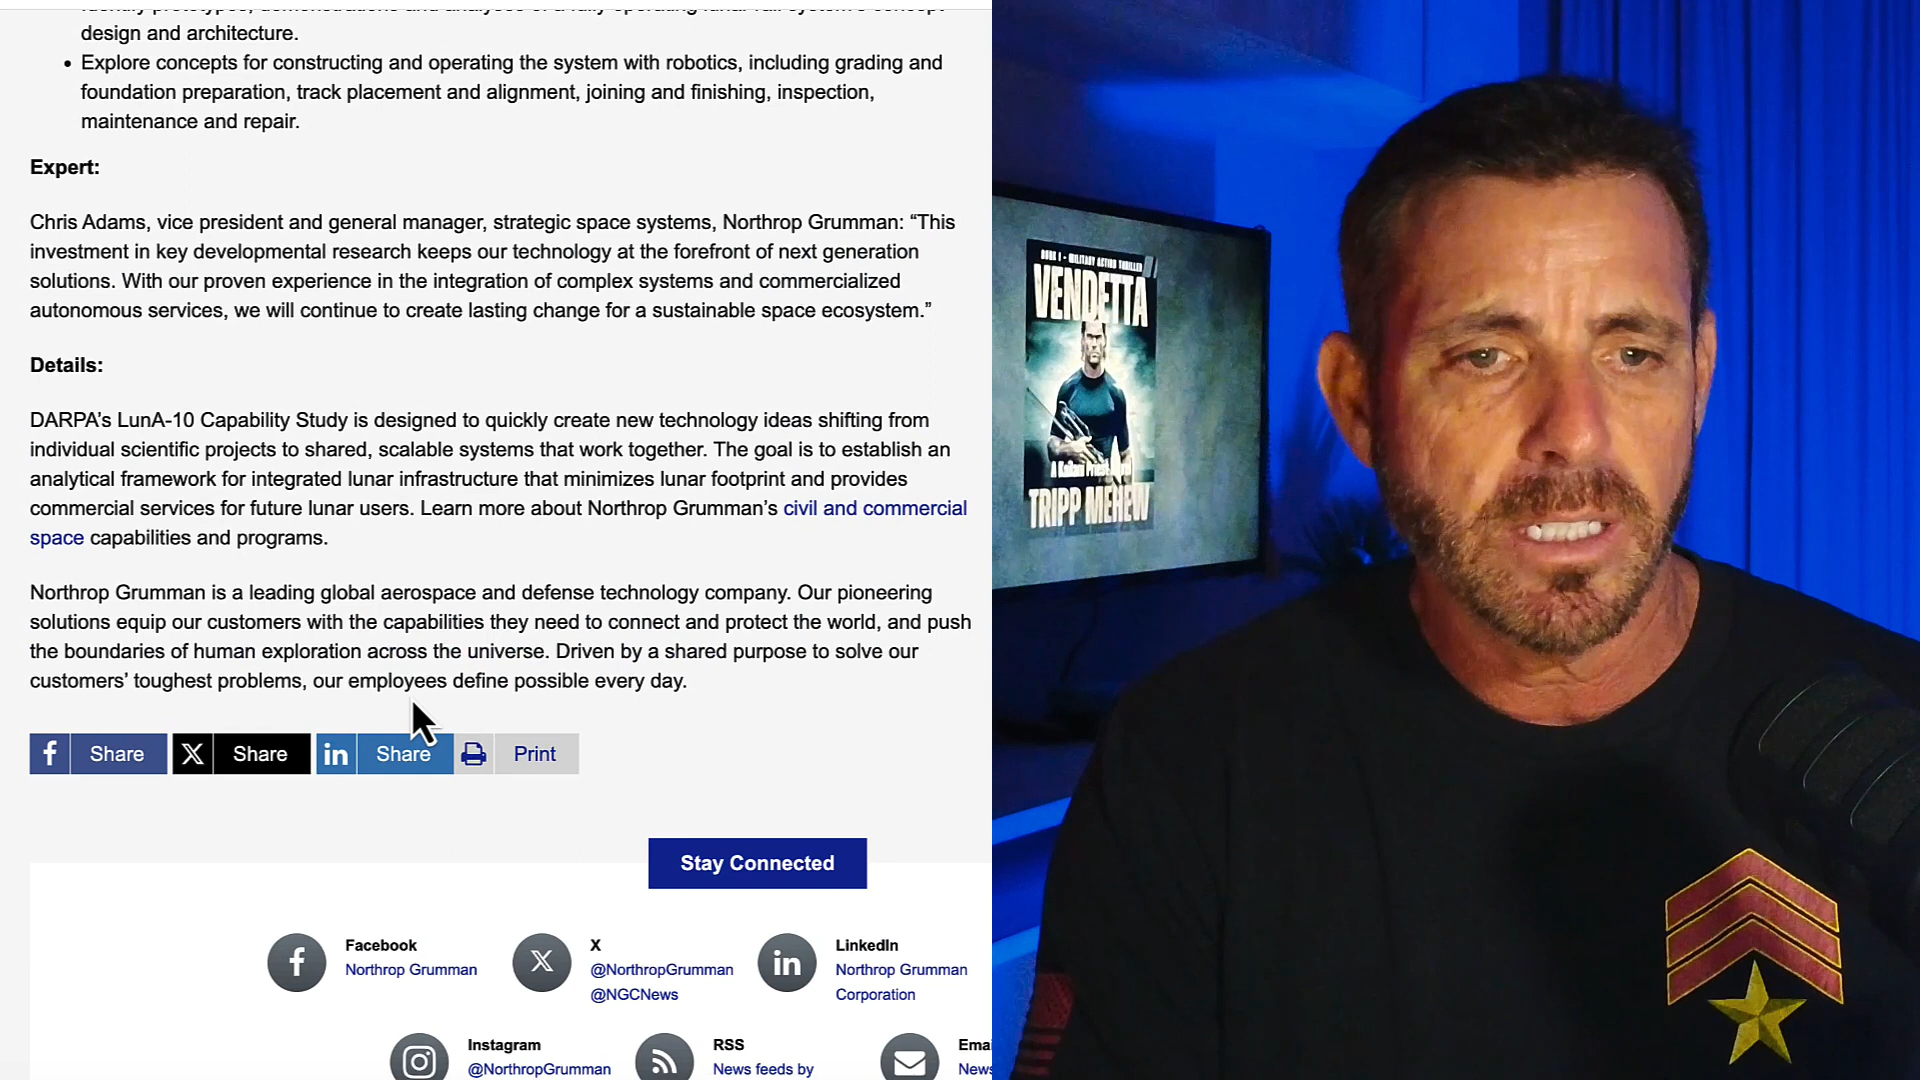 design and architecture.
• Explore concepts for constructing and operating the system with robotics, including grading and
foundation preparation, track placement and alignment, joining and finishing, inspection,
maintenance and repair.
Expert:
Chris Adams, vice president and general manager, strategic space systems, Northrop Grumman: “This
investment in key developmental research keeps our technology at the forefront of next generation
solutions. With our proven experience in the integration of complex systems and commercialized
autonomous services, we will continue to create lasting change for a sustainable space ecosystem.”
Details:
DARPA’s LunA-10 Capability Study is designed to quickly create new technology ideas shifting from
individual scientific projects to shared, scalable systems that work together. The goal is to establish an
analytical framework for integrated lunar infrastructure that minimizes lunar footprint and provides
commercial services for future lunar users. Learn more about Northrop Grumman’s civil and commercial
space capabilities and programs.
Northrop Grumman is a leading global aerospace and defense technology company. Our pioneering
solutions equip our customers with the capabilities they need to connect and protect the world, and push
the boundaries of human exploration across the universe. Driven by a shared purpose to solve our
customers’ toughest problems, our employees define possible every day.
Share Share Share Print
Stay Connected
Facebook
Northrop Grumman
X
@NorthropGrumman
@NGCNews
LinkedIn
Northrop Grumman
Corporation
Instagram
@NorthropGrumman
RSS
News feeds by
BOOK 1 - MILITARY ACTION THRILLER
VENDETTA
TRIPP MEHEW